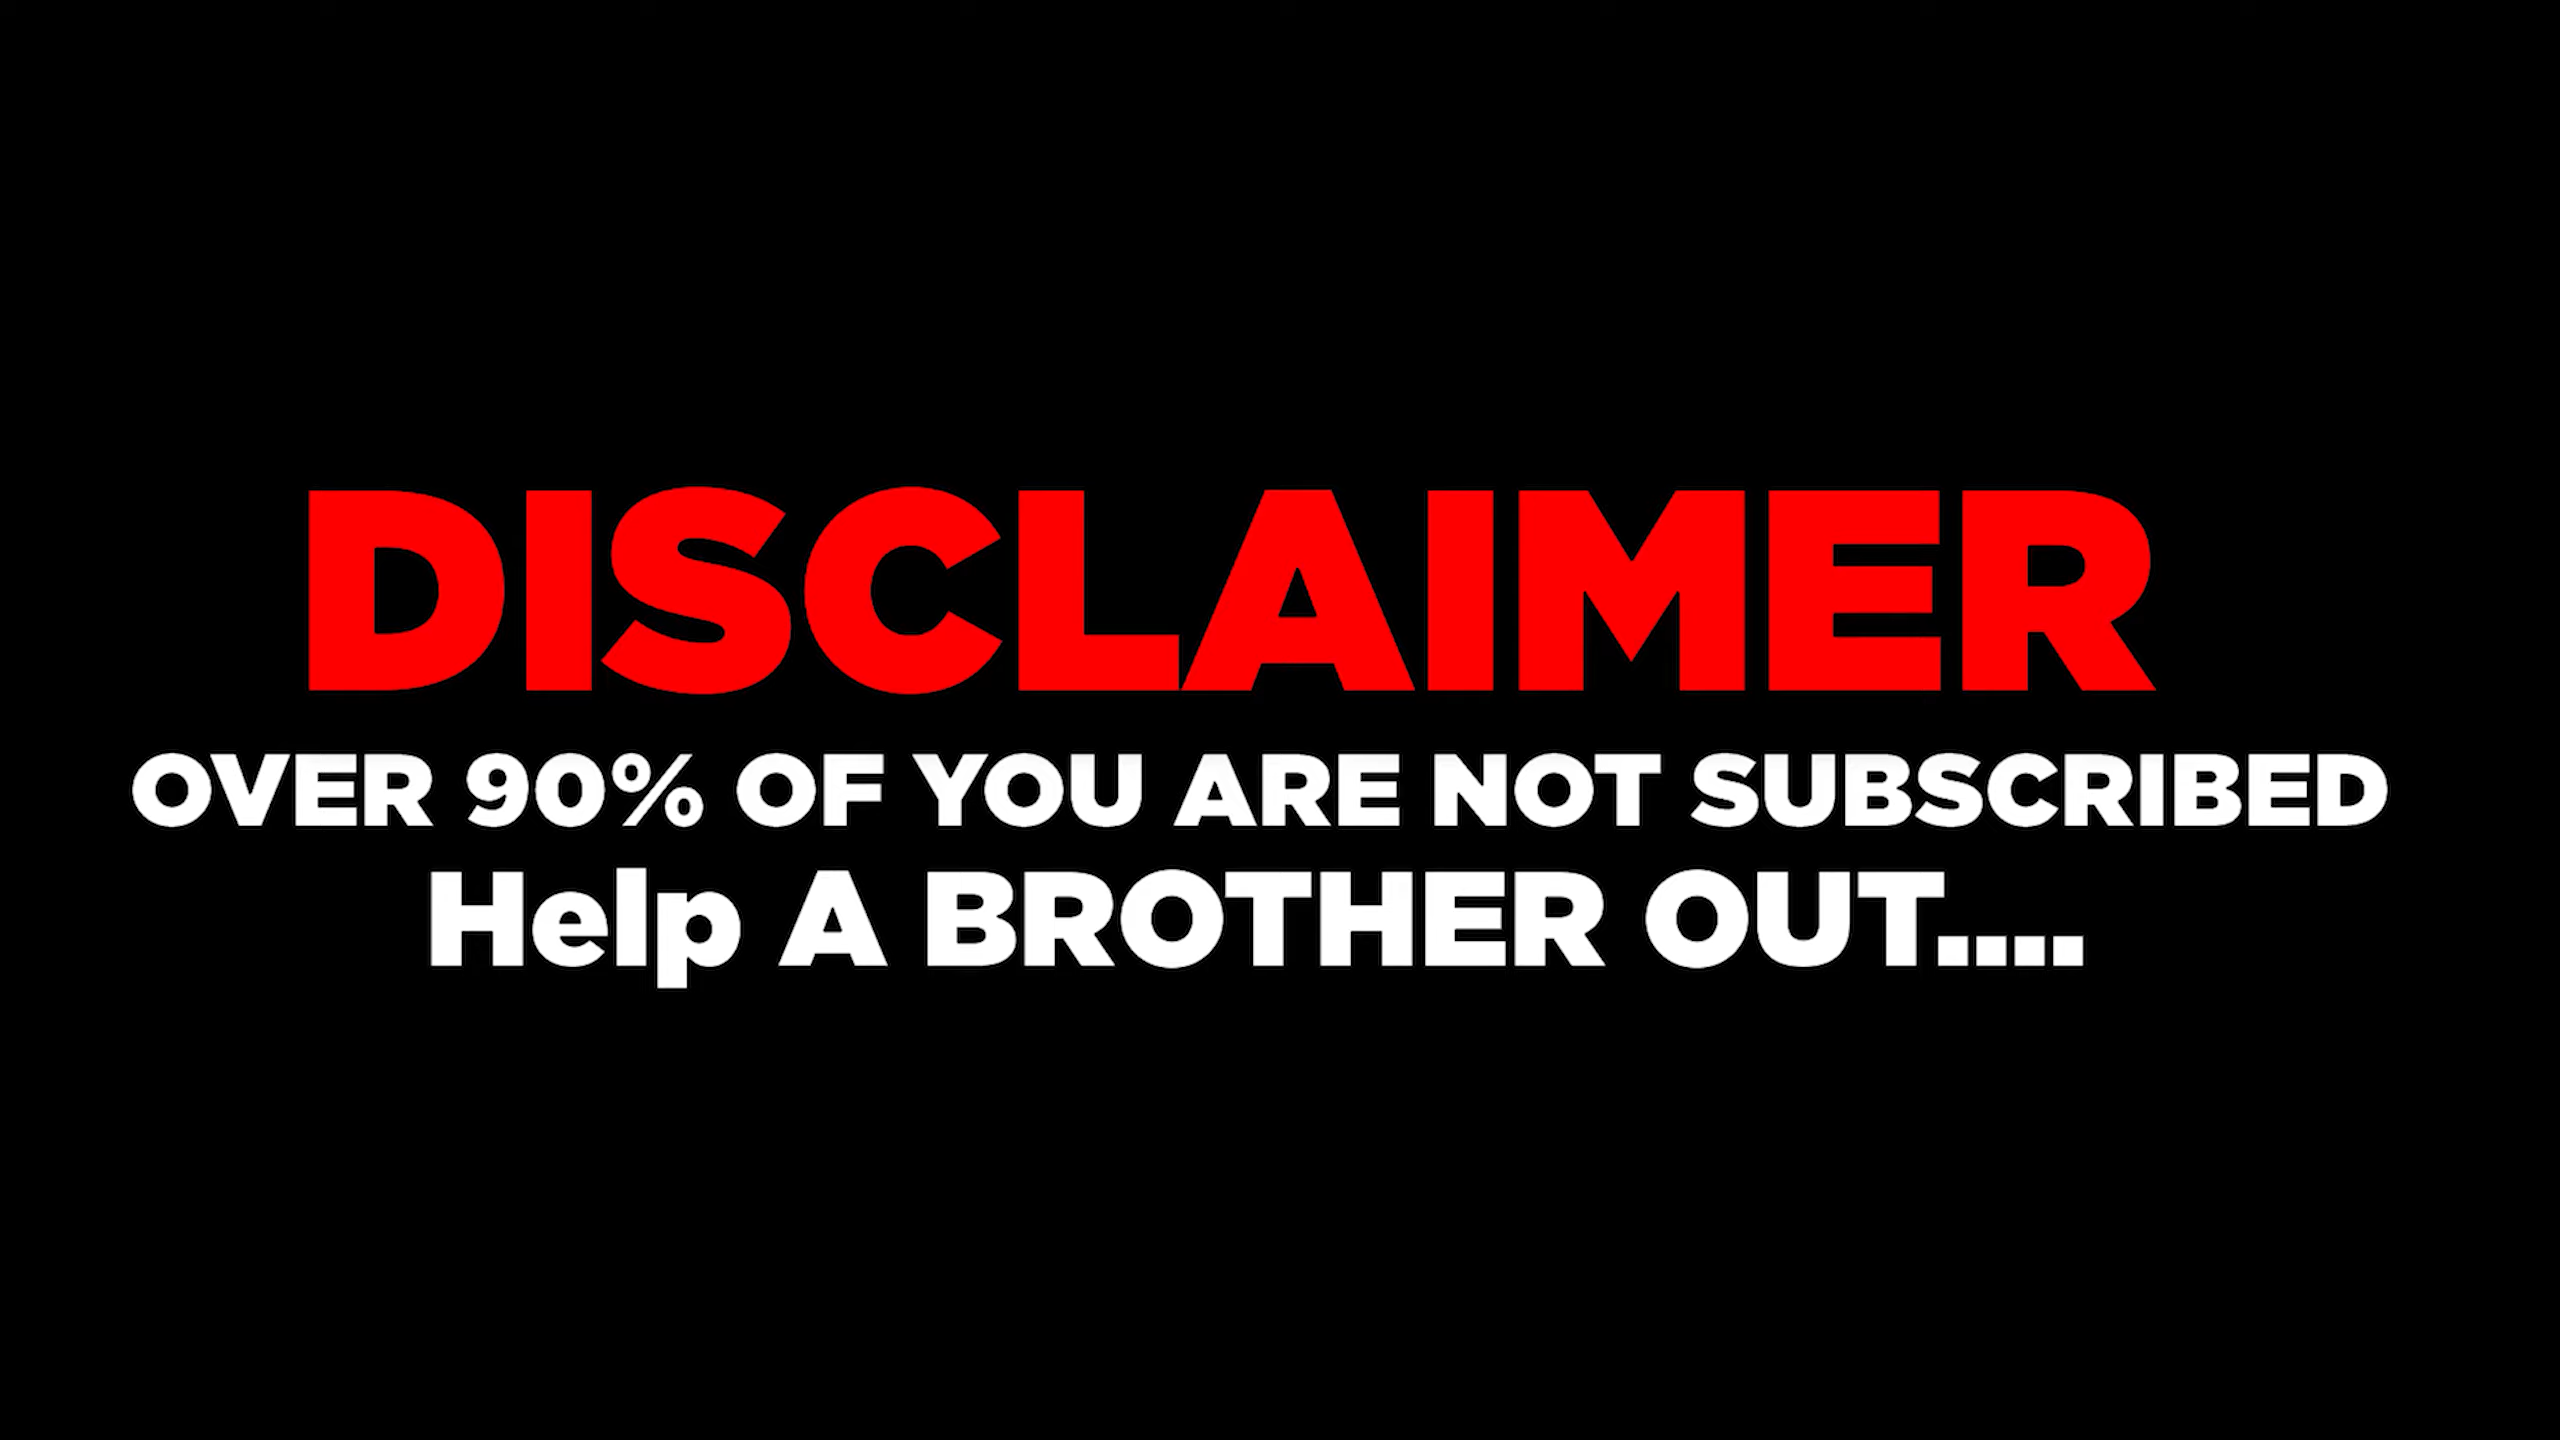 DISCLAIMER
OVER 90% OF YOU ARE NOT SUBSCRIBED
Help A BROTHER OUT....